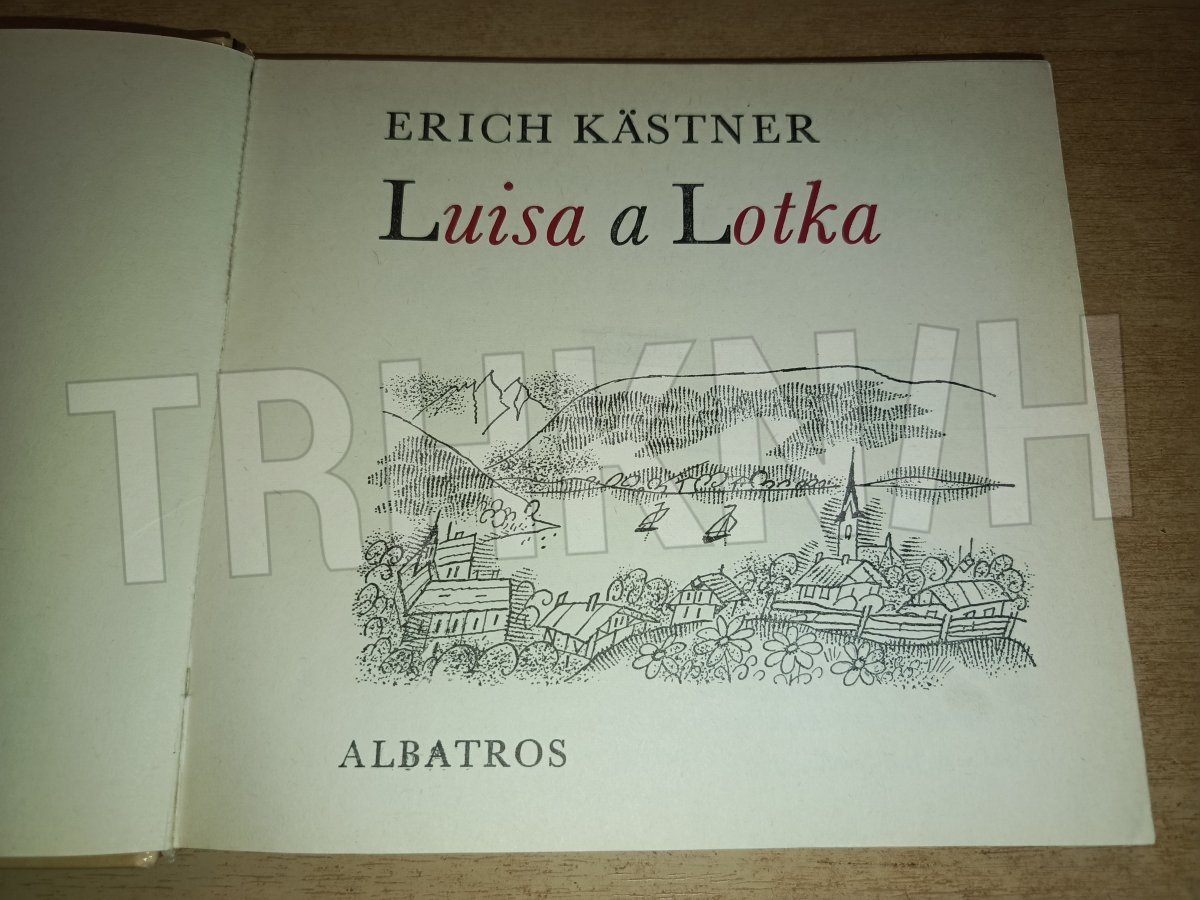 ERICH KÄSTNER
Luisa a Lotka
TRHKNIH
ALBATROS